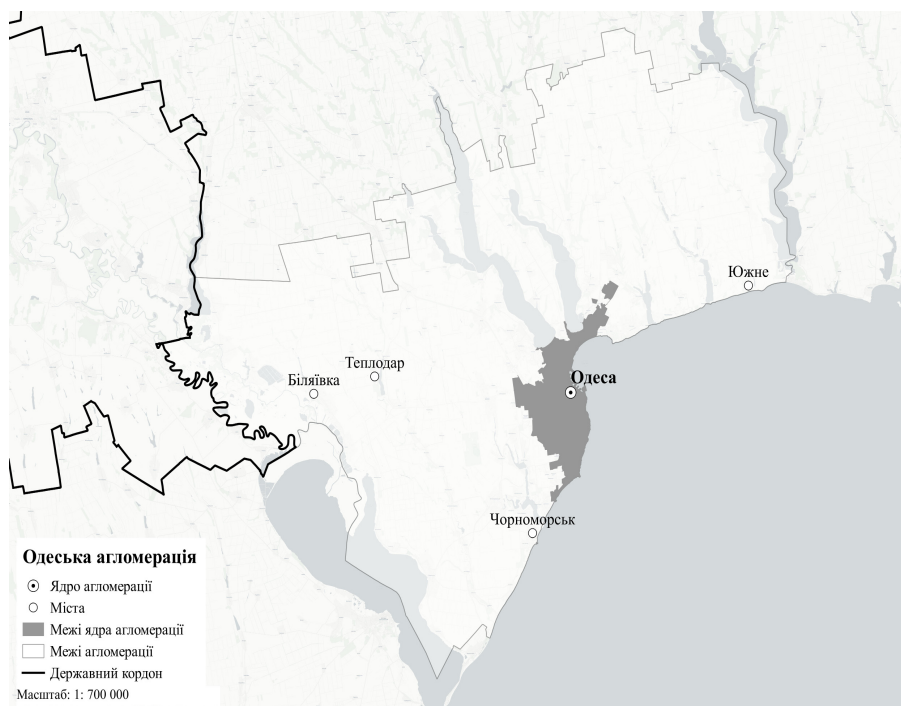 Южне
Теплодар
Біляївка
Одеса
Чорноморськ
Одеська агломерація
Ядро агломерації
Міста
Межі ядра агломерації
Межі агломерації
Державний кордон
Масштаб: 1: 700 000